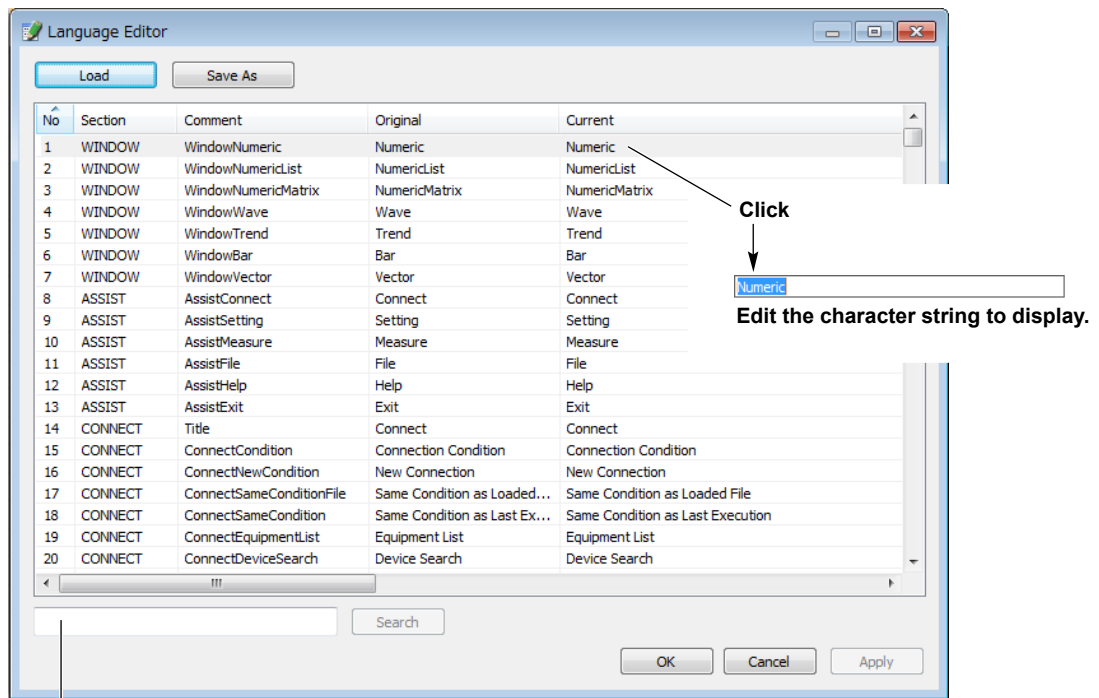 Language Editor
Load Save As
No Section Comment Original Current
1 WINDOW WindowNumeric Numeric Numeric
2 WINDOW WindowNumericList NumericList NumericList
3 WINDOW WindowNumericMatrix NumericMatrix NumericMatrix
4 WINDOW WindowWave Wave Wave
Click
5 WINDOW WindowTrend Trend Trend
6 WINDOW WindowBar Bar Bar
7 WINDOW WindowVector Vector Vector
Numeric
8 ASSIST AssistConnect Connect Connect
9 ASSIST AssistSetting Setting Setting
Edit the character string to display.
10 ASSIST AssistMeasure Measure Measure
11 ASSIST AssistFile File File
12 ASSIST AssistHelp Help Help
13 ASSIST AssistExit Exit Exit
14 CONNECT Title Connect Connect
15 CONNECT ConnectCondition Connection Condition Connection Condition
16 CONNECT ConnectNewCondition New Connection New Connection
17 CONNECT ConnectSameConditionFile Same Condition as Loaded... Same Condition as Loaded File
18 CONNECT ConnectSameCondition Same Condition as Last Ex... Same Condition as Last Execution
19 CONNECT ConnectEquipmentList Equipment List Equipment List
20 CONNECT ConnectDeviceSearch Device Search Device Search
Search
OK Cancel Apply